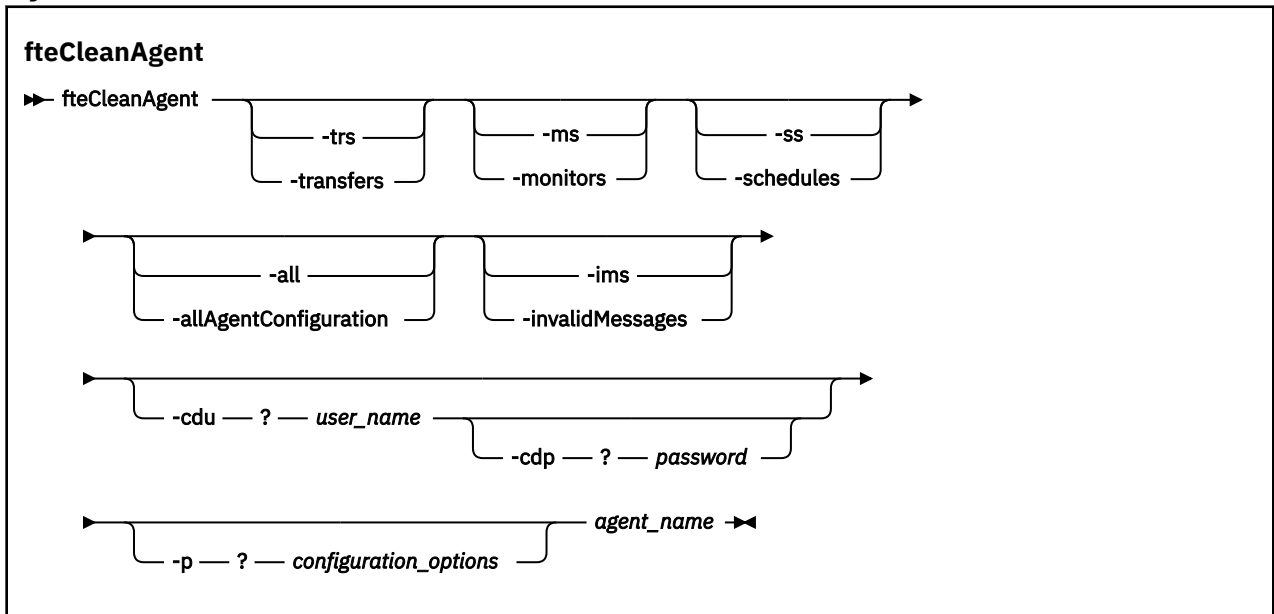 fteCleanAgent
fteCleanAgent
-trs
-transfers
-ms
-monitors
-ss
-schedules
-all
-allAgentConfiguration
-ims
-invalidMessages
-cdu ? user_name
-cdp ? password
-p ? configuration_options
agent_name